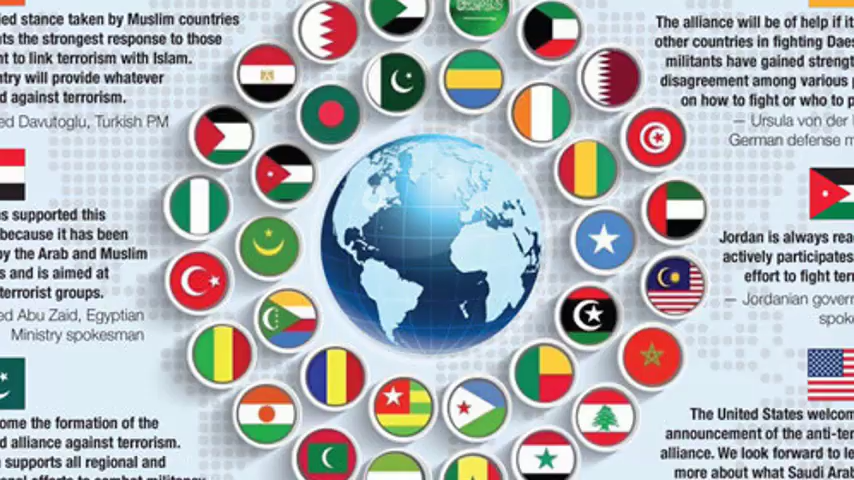 ied stance taken by Muslim countries
ts the strongest response to those
nt to link terrorism with Islam.
ntry will provide whatever
d against terrorism.
ed Davutoglu, Turkish PM
s supported this
because it has been
by the Arab and Muslim
s and is aimed at
terrorist groups.
ed Abu Zaid, Egyptian
Ministry spokesman
ome the formation of the
d alliance against terrorism.
supports all regional and
The alliance will be of help if it
other countries in fighting Daes
militants have gained strengt
disagreement among various p
on how to fight or who to
— Ursula von der
German defense m
Jordan is always rea
actively participates
effort to fight ter
— Jordanian govern
spok
The United States welcom
announcement of the anti-ter
alliance. We look forward to le
more about what Saudi Arab